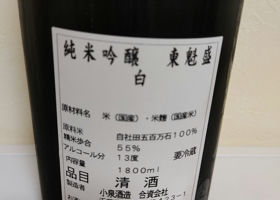 純米吟醸 東魁盛
白
原材料名 米(国産)・米麹(国産米)
原料米 自社田五百万石100%
精米歩合 55% 要冷蔵
アルコール分 13度
内容量 1800ml
品目 清酒
製造者 小泉酒造 合資会社